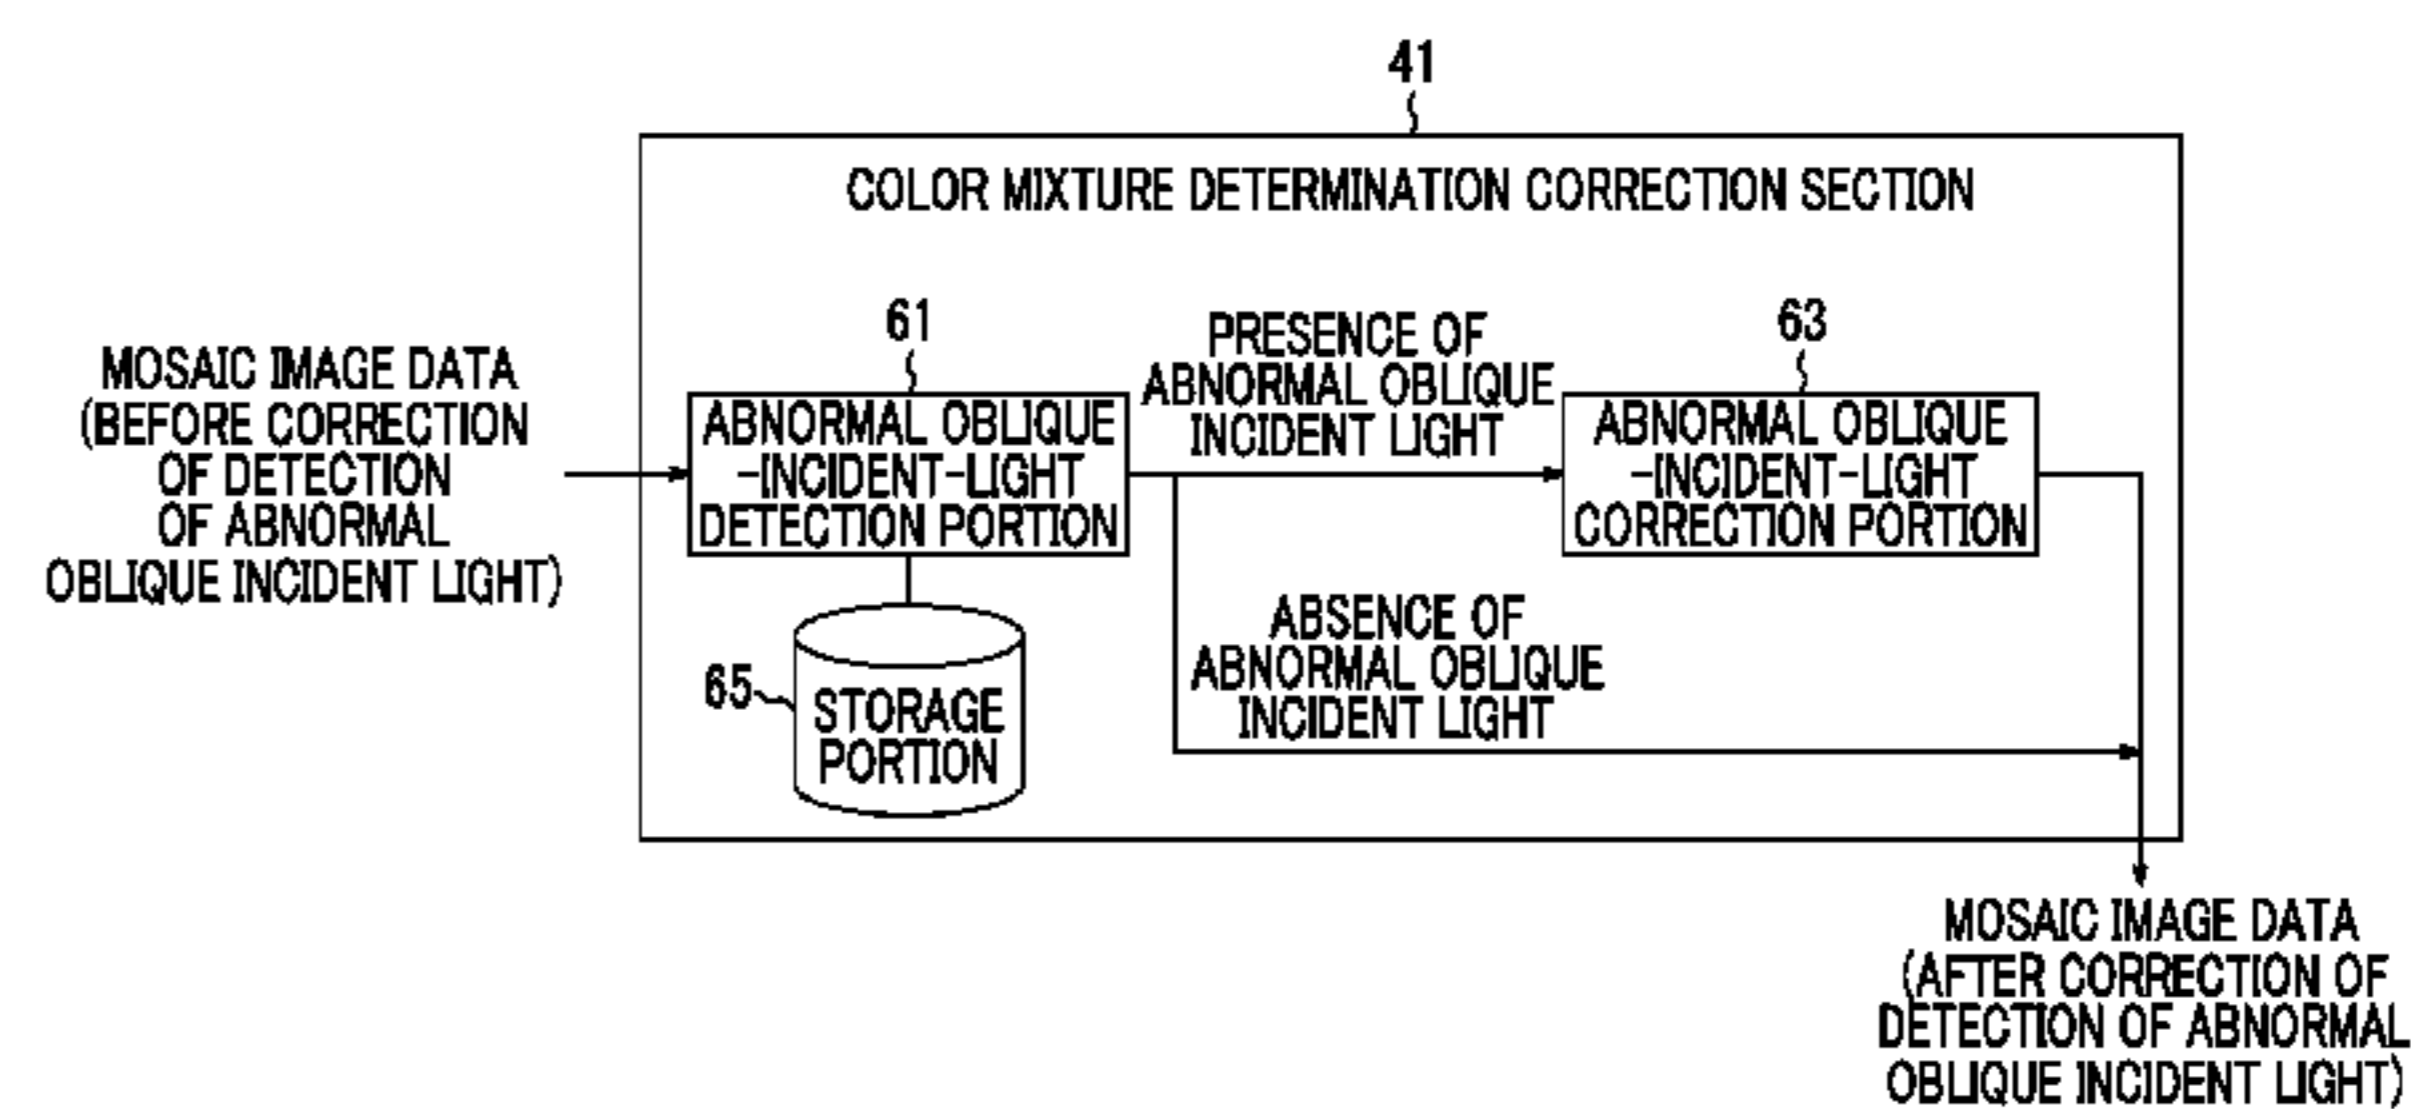 41
COLOR MIXTURE DETERMINATION CORRECTION SECTION
MOSAIC IMAGE DATA
(BEFORE CORRECTION
OF DETECTION
OF ABNORMAL
OBLIQUE INCIDENT LIGHT)
61
ABNORMAL OBLIQUE
-INCIDENT-LIGHT
DETECTION PORTION
PRESENCE OF
ABNORMAL OBLIQUE
INCIDENT LIGHT
63
ABNORMAL OBLIQUE
-INCIDENT-LIGHT
CORRECTION PORTION
65
STORAGE
PORTION
ABSENCE OF
ABNORMAL OBLIQUE
INCIDENT LIGHT
MOSAIC IMAGE DATA
(AFTER CORRECTION OF
DETECTION OF ABNORMAL
OBLIQUE INCIDENT LIGHT)